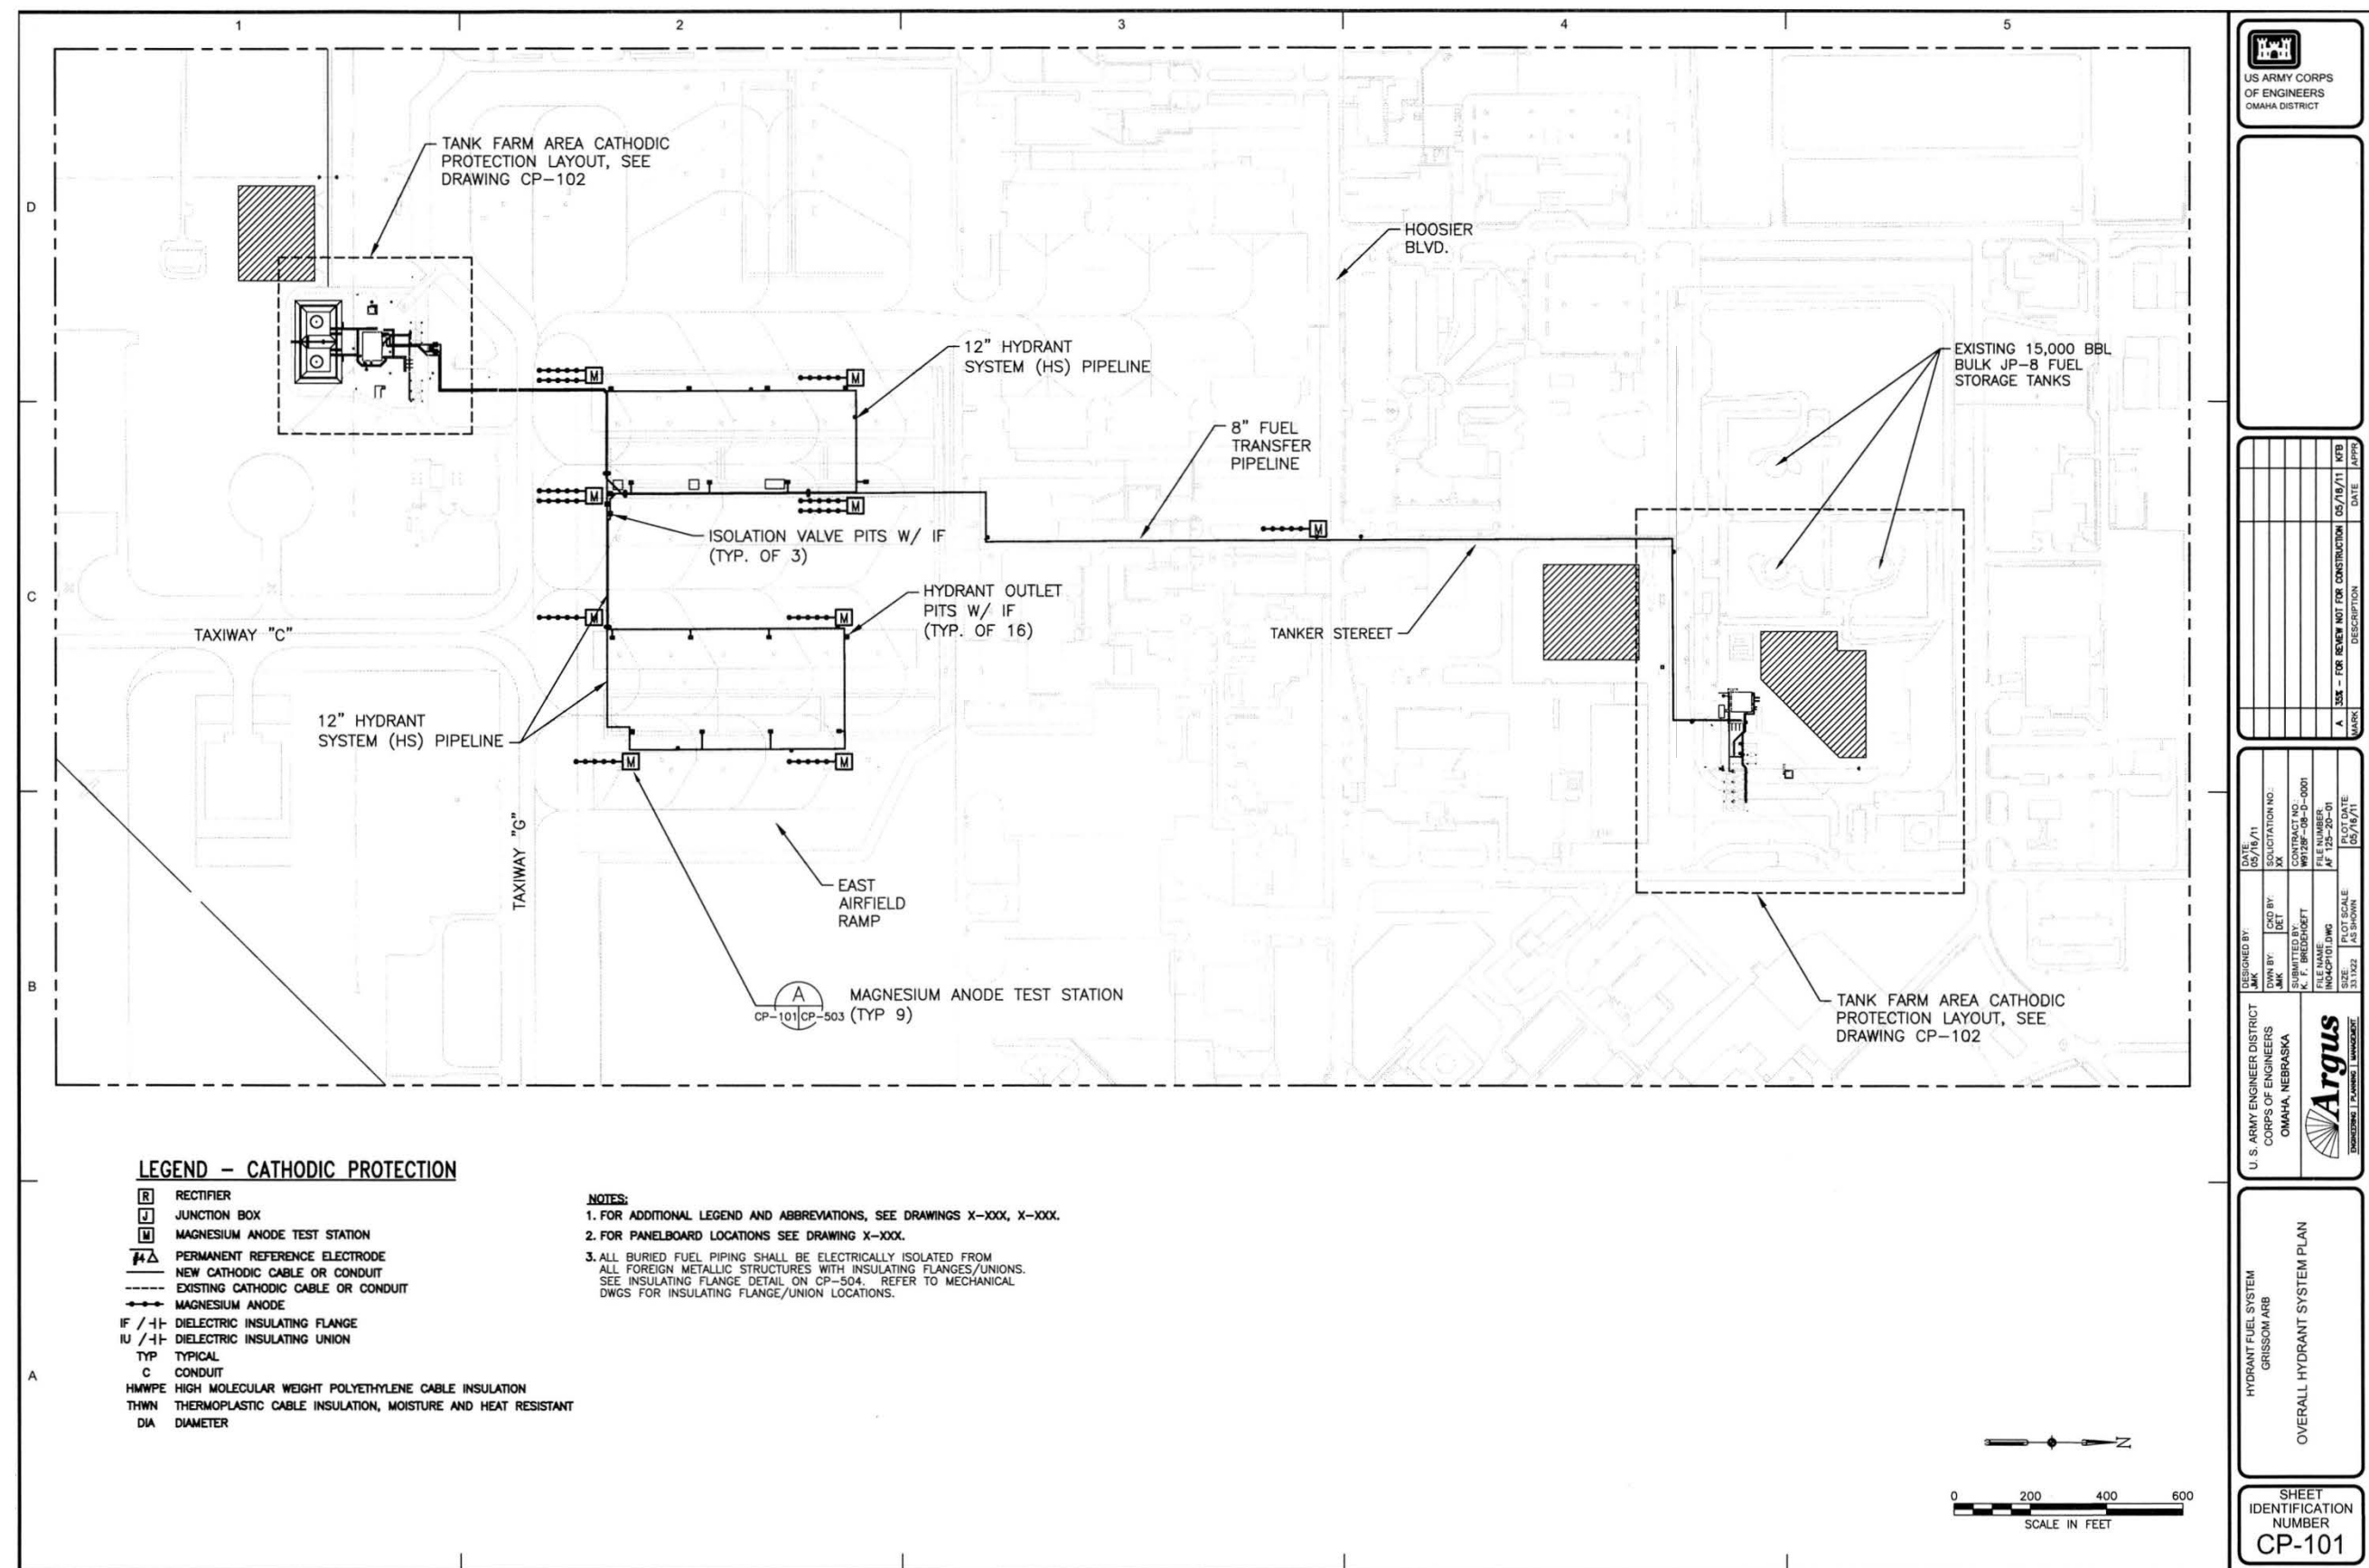 1
2
3
4
5
D
C
B
A
TANK FARM AREA CATHODIC
PROTECTION LAYOUT, SEE
DRAWING CP-102
HOOSIER
BLVD.
12" HYDRANT
SYSTEM (HS) PIPELINE
EXISTING 15,000 BBL
BULK JP-8 FUEL
STORAGE TANKS
8" FUEL
TRANSFER
PIPELINE
M
M
M
M
M
M
M
M
M
ISOLATION VALVE PITS W/ IF
(TYP. OF 3)
HYDRANT OUTLET
PITS W/ IF
(TYP. OF 16)
TAXIWAY "C"
TANKER STEREET
12" HYDRANT
SYSTEM (HS) PIPELINE
TAXIWAY "G"
EAST
AIRFIELD
RAMP
A
CP-101
CP-503
MAGNESIUM ANODE TEST STATION
(TYP 9)
TANK FARM AREA CATHODIC
PROTECTION LAYOUT, SEE
DRAWING CP-102
LEGEND - CATHODIC PROTECTION
R RECTIFIER
J JUNCTION BOX
M MAGNESIUM ANODE TEST STATION
PERMANENT REFERENCE ELECTRODE
NEW CATHODIC CABLE OR CONDUIT
EXISTING CATHODIC CABLE OR CONDUIT
MAGNESIUM ANODE
IF / DIELECTRIC INSULATING FLANGE
IU / DIELECTRIC INSULATING UNION
TYP TYPICAL
C CONDUIT
HMWPE HIGH MOLECULAR WEIGHT POLYETHYLENE CABLE INSULATION
THWN THERMOPLASTIC CABLE INSULATION, MOISTURE AND HEAT RESISTANT
DIA DIAMETER
NOTES:
1. FOR ADDITIONAL LEGEND AND ABBREVIATIONS, SEE DRAWINGS X-XXX, X-XXX.
2. FOR PANELBOARD LOCATIONS SEE DRAWING X-XXX.
3. ALL BURIED FUEL PIPING SHALL BE ELECTRICALLY ISOLATED FROM
ALL FOREIGN METALLIC STRUCTURES WITH INSULATING FLANGES/UNIONS.
SEE INSULATING FLANGE DETAIL ON CP-504. REFER TO MECHANICAL
DWGS FOR INSULATING FLANGE/UNION LOCATIONS.
N
0 200 400 600
SCALE IN FEET
US ARMY CORPS
OF ENGINEERS
OMAHA DISTRICT
A 35% - FOR REVIEW NOT FOR CONSTRUCTION 05/18/11 KFB
MARK DESCRIPTION DATE APPR
DESIGNED BY:
JMK
DATE:
05/16/11
DWN BY:
JMK
CKD BY:
DET
SOLICITATION NO.:
XX
SUBMITTED BY:
K. F. BREDEHOEFT
CONTRACT NO.:
W9128F-08-D-0001
FILE NAME:
IN04CP101.DWG
FILE NUMBER:
AF 125-20-01
SIZE:
33.1X22
PLOT SCALE:
AS SHOWN
PLOT DATE:
05/16/11
U. S. ARMY ENGINEER DISTRICT
CORPS OF ENGINEERS
OMAHA, NEBRASKA
Argus
ENGINEERING | PLANNING | MANAGEMENT
HYDRANT FUEL SYSTEM
GRISSOM ARB
OVERALL HYDRANT SYSTEM PLAN
SHEET
IDENTIFICATION
NUMBER
CP-101